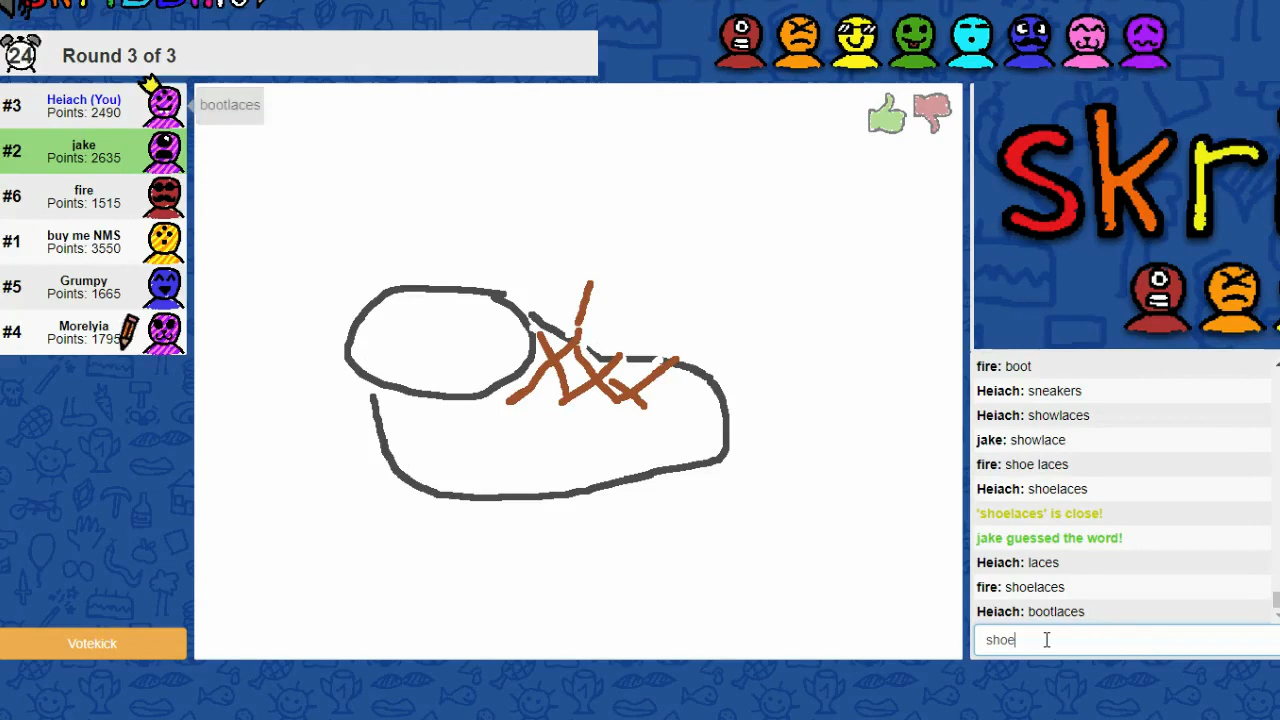 24 Round 3 of 3
#3 Heiach (You)
Points: 2490
#2 jake
Points: 2635
#6 fire
Points: 1515
#1 buy me NMS
Points: 3550
#5 Grumpy
Points: 1665
#4 Morelyia
Points: 1795
Votekick
bootlaces
skr
fire: boot
Heiach: sneakers
Heiach: showlaces
jake: showlace
fire: shoe laces
Heiach: shoelaces
'shoelaces' is close!
jake guessed the word!
Heiach: laces
fire: shoelaces
Heiach: bootlaces
shoe